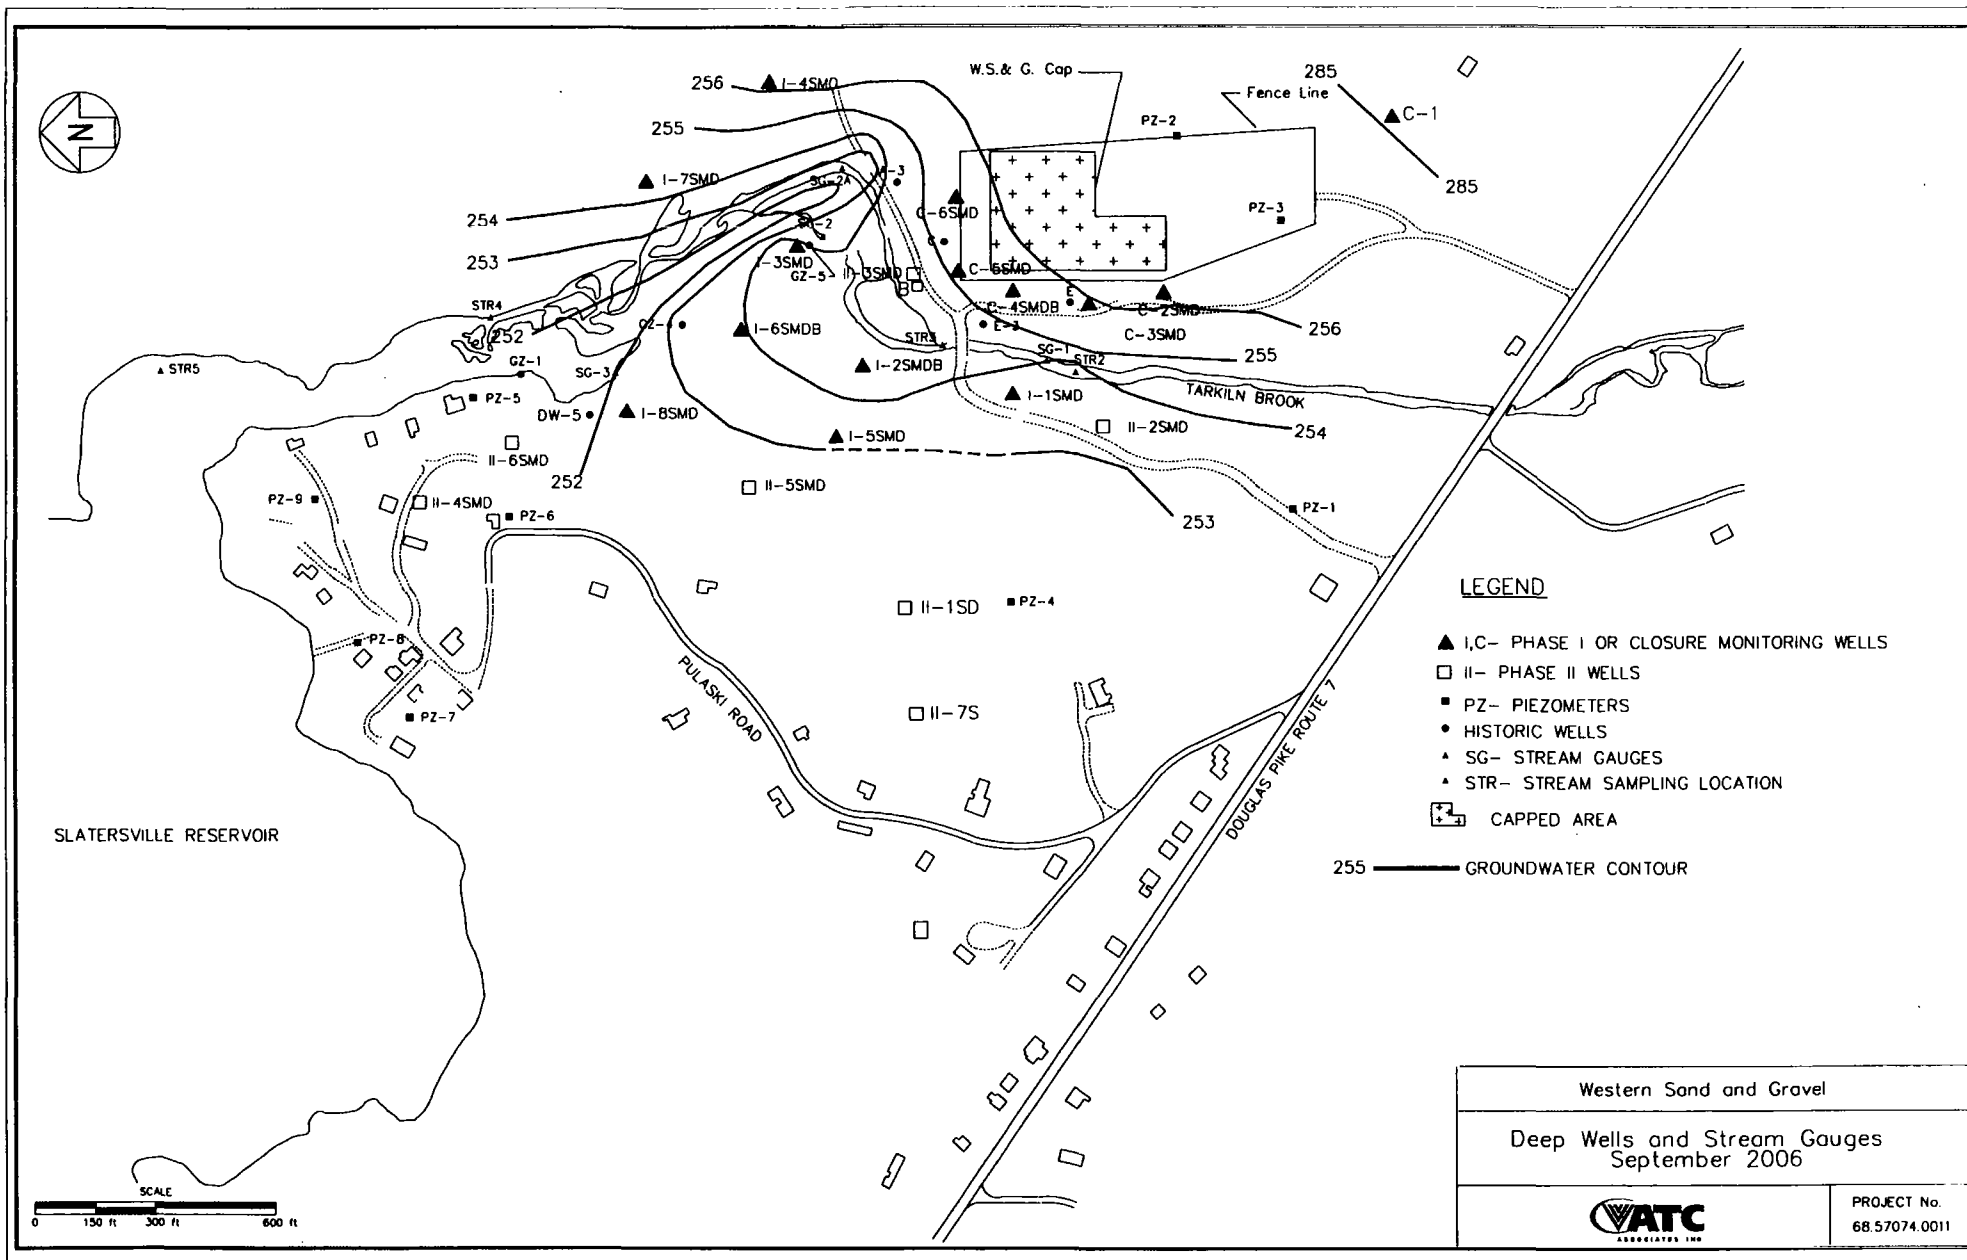 W.S.& G. Cap
285
256
I-4SMD
Fence Line
C-1
N
255
PZ-2
I-7SMD
SG-2A
285
C-6SMD
PZ-3
254
253
I-3SMD
GZ-5
II-3SMD
C-5SMD
STR4
C-4SMDB
E
C-2SMD
256
252
I-6SMDB
E-3
C-3SMD
STR3
255
STR5
GZ-1
SG-3
I-2SMDB
SG-1
STR2
PZ-5
I-1SMD
TARKILN BROOK
DW-5
I-8SMD
II-2SMD
254
I-5SMD
II-6SMD
252
II-5SMD
PZ-9
II-4SMD
PZ-6
253
PZ-1
II-1SD
PZ-4
PZ-8
PULASKI ROAD
PZ-7
II-7S
DOUGLAS PIKE ROUTE 7
SLATERSVILLE RESERVOIR
LEGEND
I,C- PHASE I OR CLOSURE MONITORING WELLS
II- PHASE II WELLS
PZ- PIEZOMETERS
HISTORIC WELLS
SG- STREAM GAUGES
STR- STREAM SAMPLING LOCATION
CAPPED AREA
255 GROUNDWATER CONTOUR
SCALE
0 150 ft 300 ft 600 ft
Western Sand and Gravel
Deep Wells and Stream Gauges
September 2006
ATC
ASSOCIATES INC
PROJECT No.
68.57074.0011